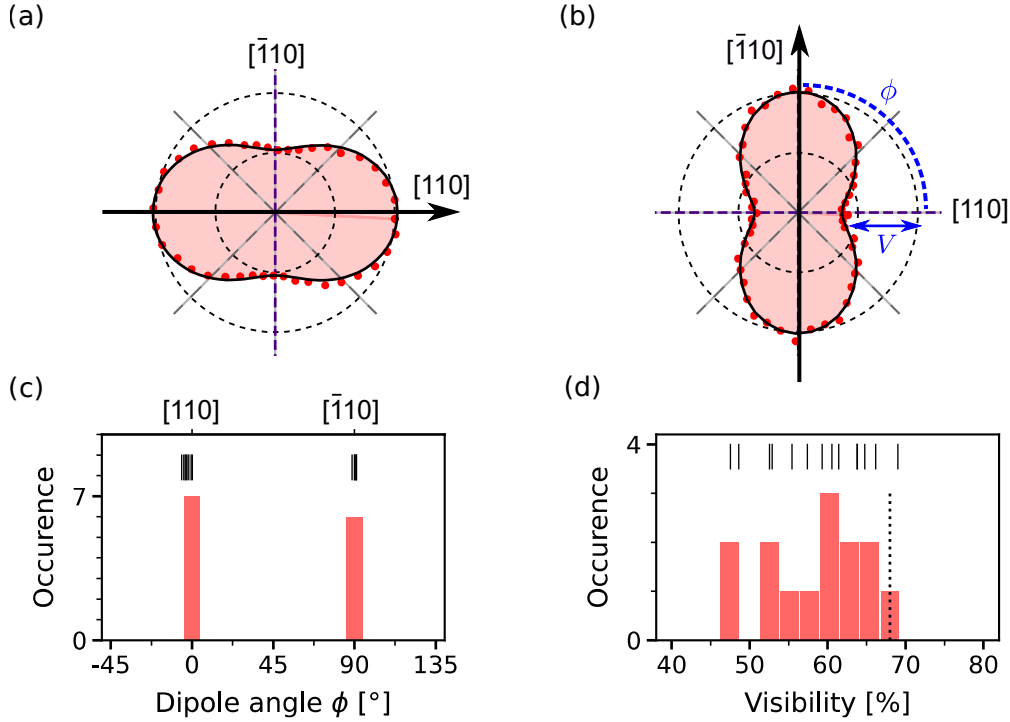 (a)
[1̄10]
[110]
(b)
[1̄10]
ϕ
[110]
V
(c)
[110]
[1̄10]
Occurence
7
0
-45
0
45
90
135
Dipole angle ϕ [°]
(d)
Occurence
4
0
40
50
60
70
80
Visibility [%]